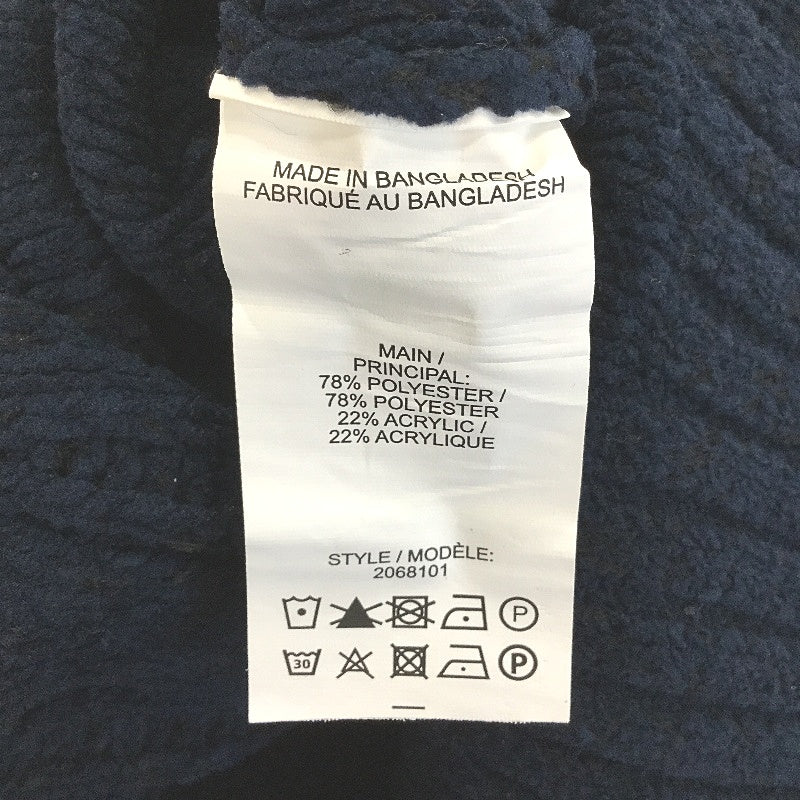 MADE IN BANGLADESH
FABRIQUÉ AU BANGLADESH
MAIN /
PRINCIPAL:
78% POLYESTER /
78% POLYESTER
22% ACRYLIC /
22% ACRYLIQUE
STYLE / MODÈLE:
2068101
P
30 P